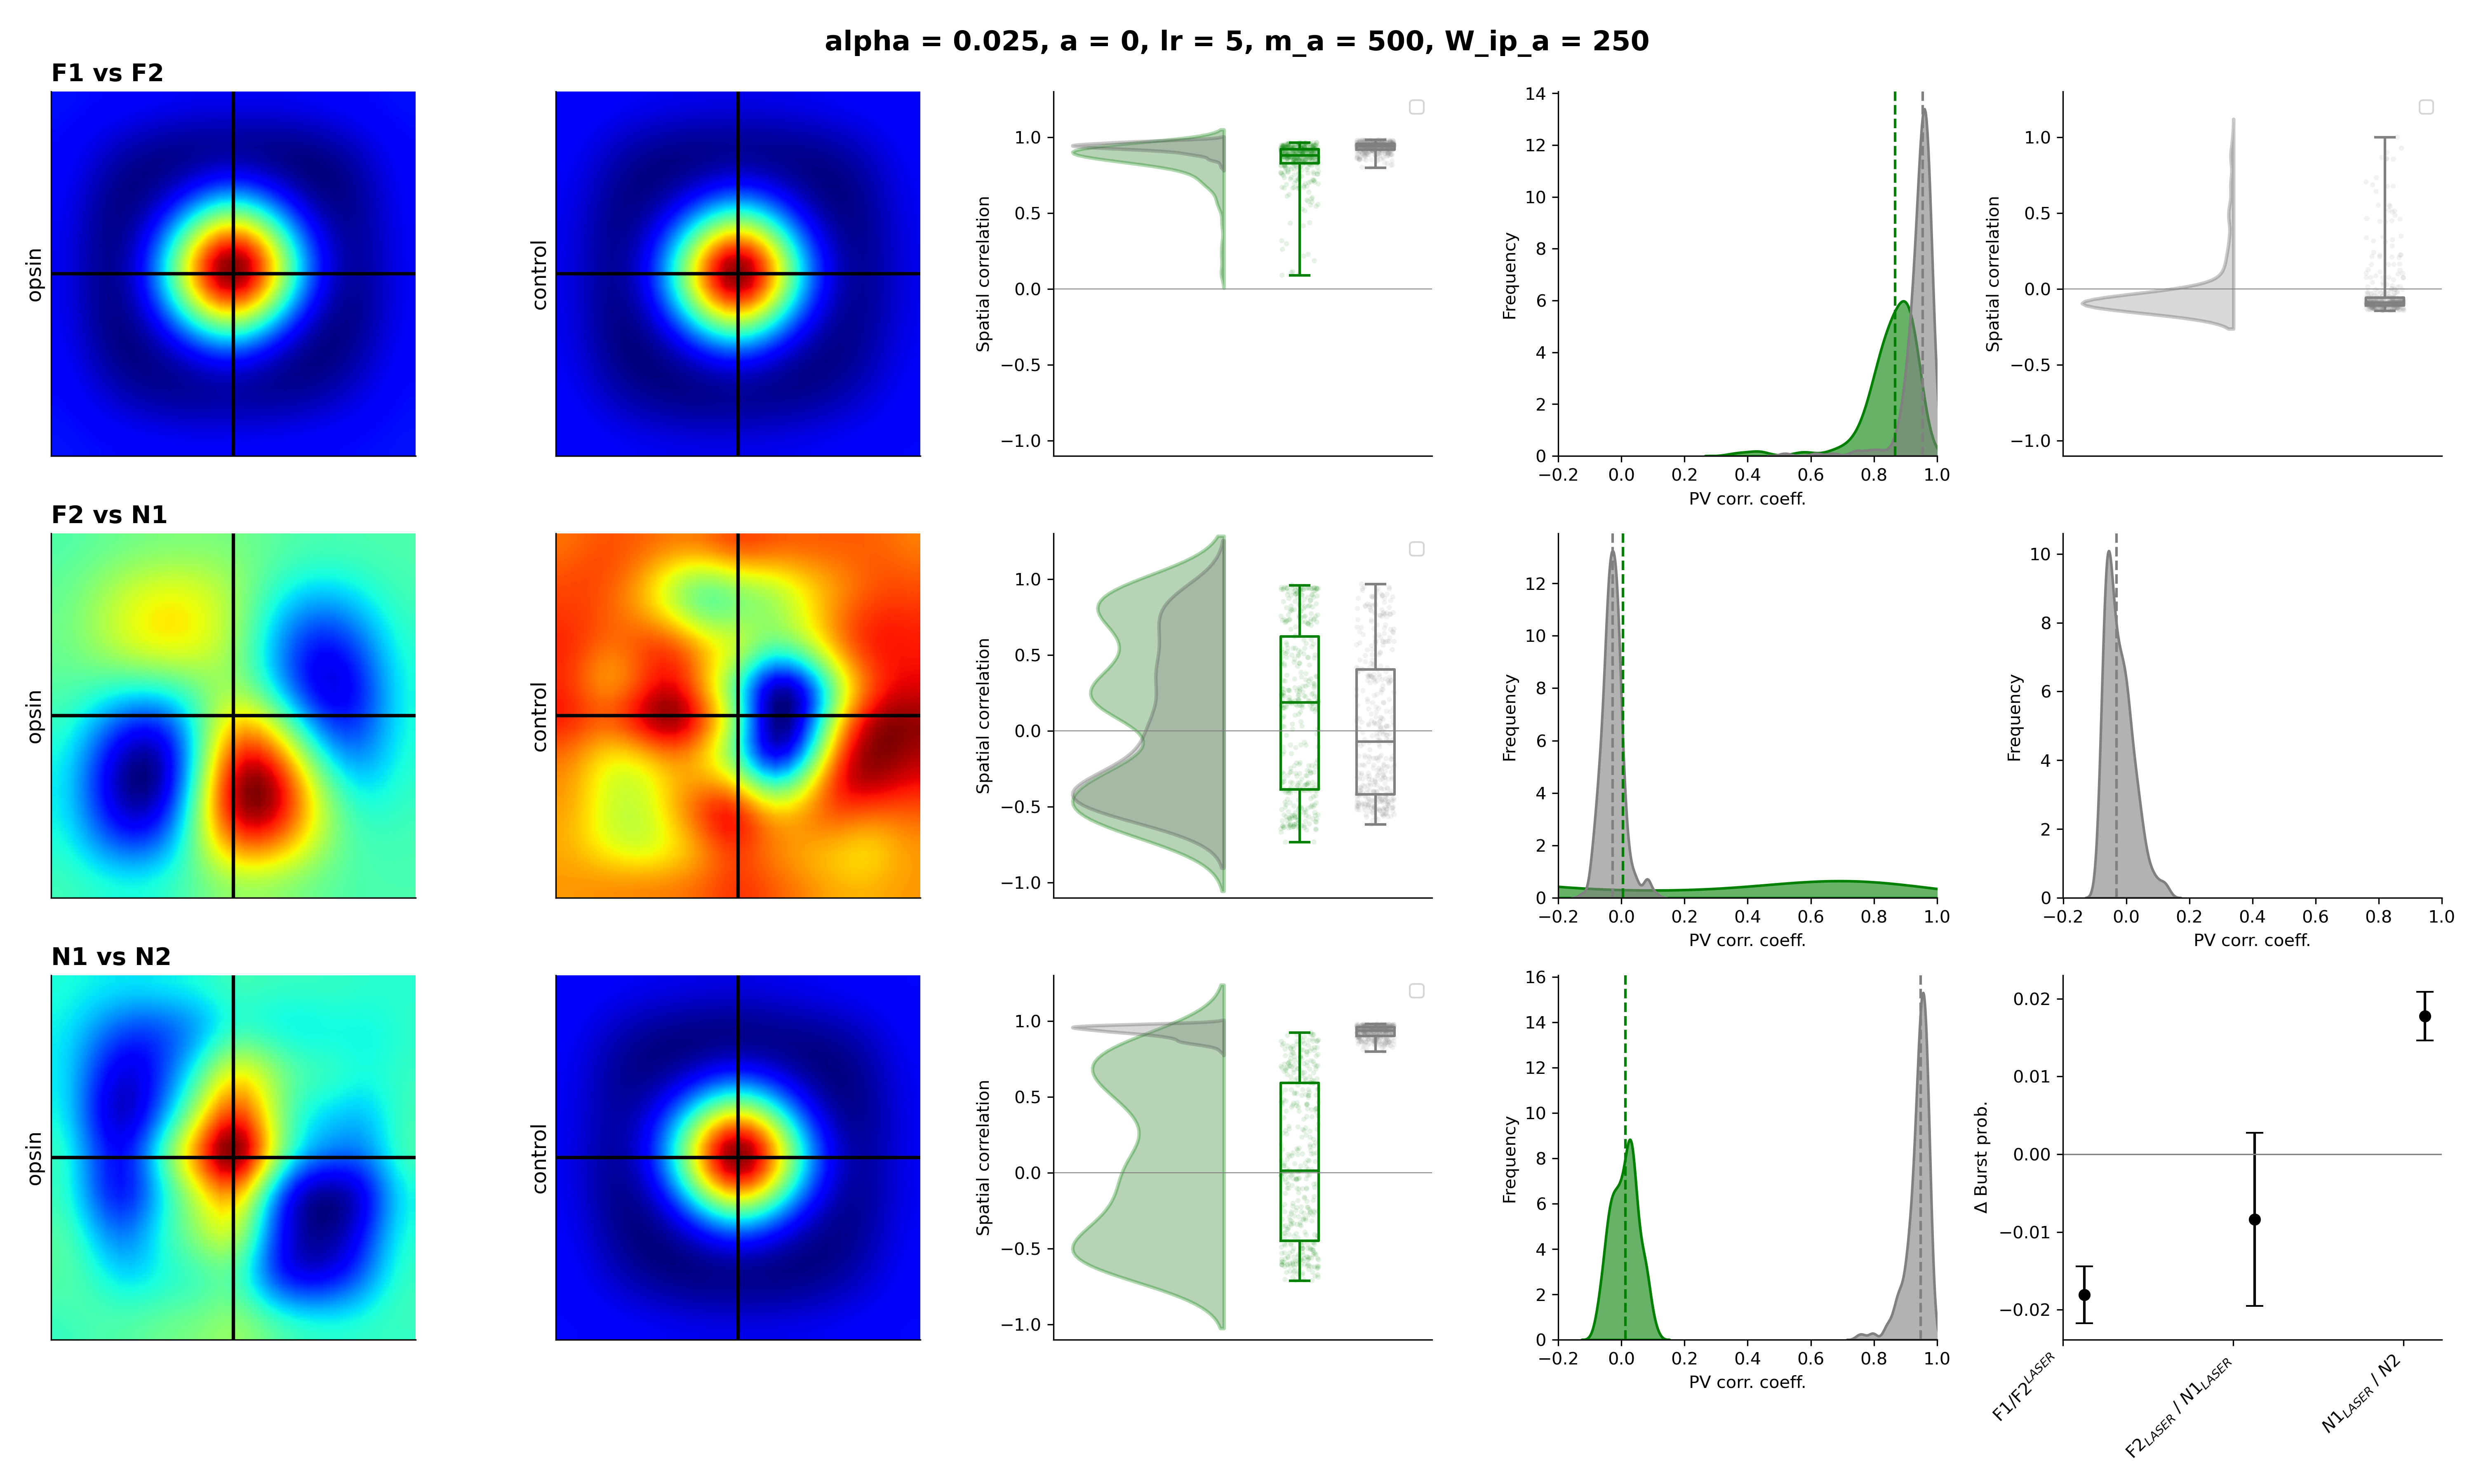 alpha = 0.025, a = 0, lr = 5, m_a = 500, W_ip_a = 250
F1 vs F2
opsin
control
Spatial correlation
1.0
0.5
0.0
−0.5
−1.0
Frequency
14
12
10
8
6
4
2
0
−0.2 0.0 0.2 0.4 0.6 0.8 1.0
PV corr. coeff.
Spatial correlation
1.0
0.5
0.0
−0.5
−1.0
F2 vs N1
opsin
control
Spatial correlation
1.0
0.5
0.0
−0.5
−1.0
Frequency
12
10
8
6
4
2
0
−0.2 0.0 0.2 0.4 0.6 0.8 1.0
PV corr. coeff.
Frequency
10
8
6
4
2
0
−0.2 0.0 0.2 0.4 0.6 0.8 1.0
PV corr. coeff.
N1 vs N2
opsin
control
Spatial correlation
1.0
0.5
0.0
−0.5
−1.0
Frequency
16
14
12
10
8
6
4
2
0
−0.2 0.0 0.2 0.4 0.6 0.8 1.0
PV corr. coeff.
Δ Burst prob.
0.02
0.01
0.00
−0.01
−0.02
F1/F2^LASER
F2_LASER / N1_LASER
N1_LASER / N2